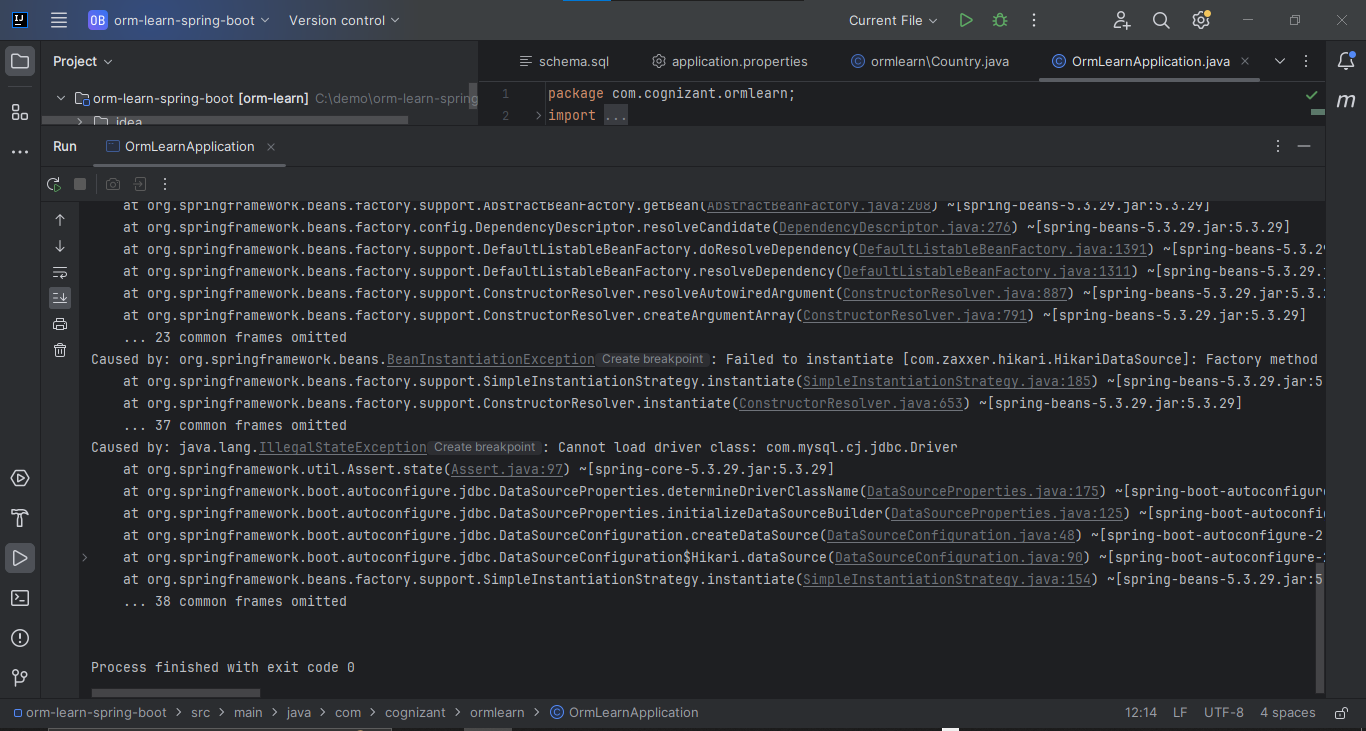 OB orm-learn-spring-boot Version control Current File
Project
schema.sql application.properties ormlearn\Country.java OrmLearnApplication.java
orm-learn-spring-boot [orm-learn] C:\demo\orm-learn-spring
idea
1 package com.cognizant.ormlearn;
2 import ...
m
Run OrmLearnApplication
at org.springframework.beans.factory.support.AbstractBeanFactory.getBean(AbstractBeanFactory.java:208) ~[spring-beans-5.3.29.jar:5.3.29]
at org.springframework.beans.factory.config.DependencyDescriptor.resolveCandidate(DependencyDescriptor.java:276) ~[spring-beans-5.3.29.jar:5.3.29]
at org.springframework.beans.factory.support.DefaultListableBeanFactory.doResolveDependency(DefaultListableBeanFactory.java:1391) ~[spring-beans-5.3.29
at org.springframework.beans.factory.support.DefaultListableBeanFactory.resolveDependency(DefaultListableBeanFactory.java:1311) ~[spring-beans-5.3.29.
at org.springframework.beans.factory.support.ConstructorResolver.resolveAutowiredArgument(ConstructorResolver.java:887) ~[spring-beans-5.3.
at org.springframework.beans.factory.support.ConstructorResolver.createArgumentArray(ConstructorResolver.java:791) ~[spring-beans-5.3.29.jar:5.3.29]
... 23 common frames omitted
Caused by: org.springframework.beans.BeanInstantiationException Create breakpoint : Failed to instantiate [com.zaxxer.hikari.HikariDataSource]: Factory method
at org.springframework.beans.factory.support.SimpleInstantiationStrategy.instantiate(SimpleInstantiationStrategy.java:185) ~[spring-beans-5.3.29.jar:5
at org.springframework.beans.factory.support.ConstructorResolver.instantiate(ConstructorResolver.java:653) ~[spring-beans-5.3.29.jar:5.3.29]
... 37 common frames omitted
Caused by: java.lang.IllegalStateException Create breakpoint : Cannot load driver class: com.mysql.cj.jdbc.Driver
at org.springframework.util.Assert.state(Assert.java:97) ~[spring-core-5.3.29.jar:5.3.29]
at org.springframework.boot.autoconfigure.jdbc.DataSourceProperties.determineDriverClassName(DataSourceProperties.java:175) ~[spring-boot-autoconfigure
at org.springframework.boot.autoconfigure.jdbc.DataSourceProperties.initializeDataSourceBuilder(DataSourceProperties.java:125) ~[spring-boot-autoconfi
at org.springframework.boot.autoconfigure.jdbc.DataSourceConfiguration.createDataSource(DataSourceConfiguration.java:48) ~[spring-boot-autoconfigure-2
at org.springframework.boot.autoconfigure.jdbc.DataSourceConfiguration$Hikari.dataSource(DataSourceConfiguration.java:90) ~[spring-boot-autoconfigure-
at org.springframework.beans.factory.support.SimpleInstantiationStrategy.instantiate(SimpleInstantiationStrategy.java:154) ~[spring-beans-5.3.29.jar:5
... 38 common frames omitted
Process finished with exit code 0
orm-learn-spring-boot > src > main > java > com > cognizant > ormlearn > OrmLearnApplication 12:14 LF UTF-8 4 spaces